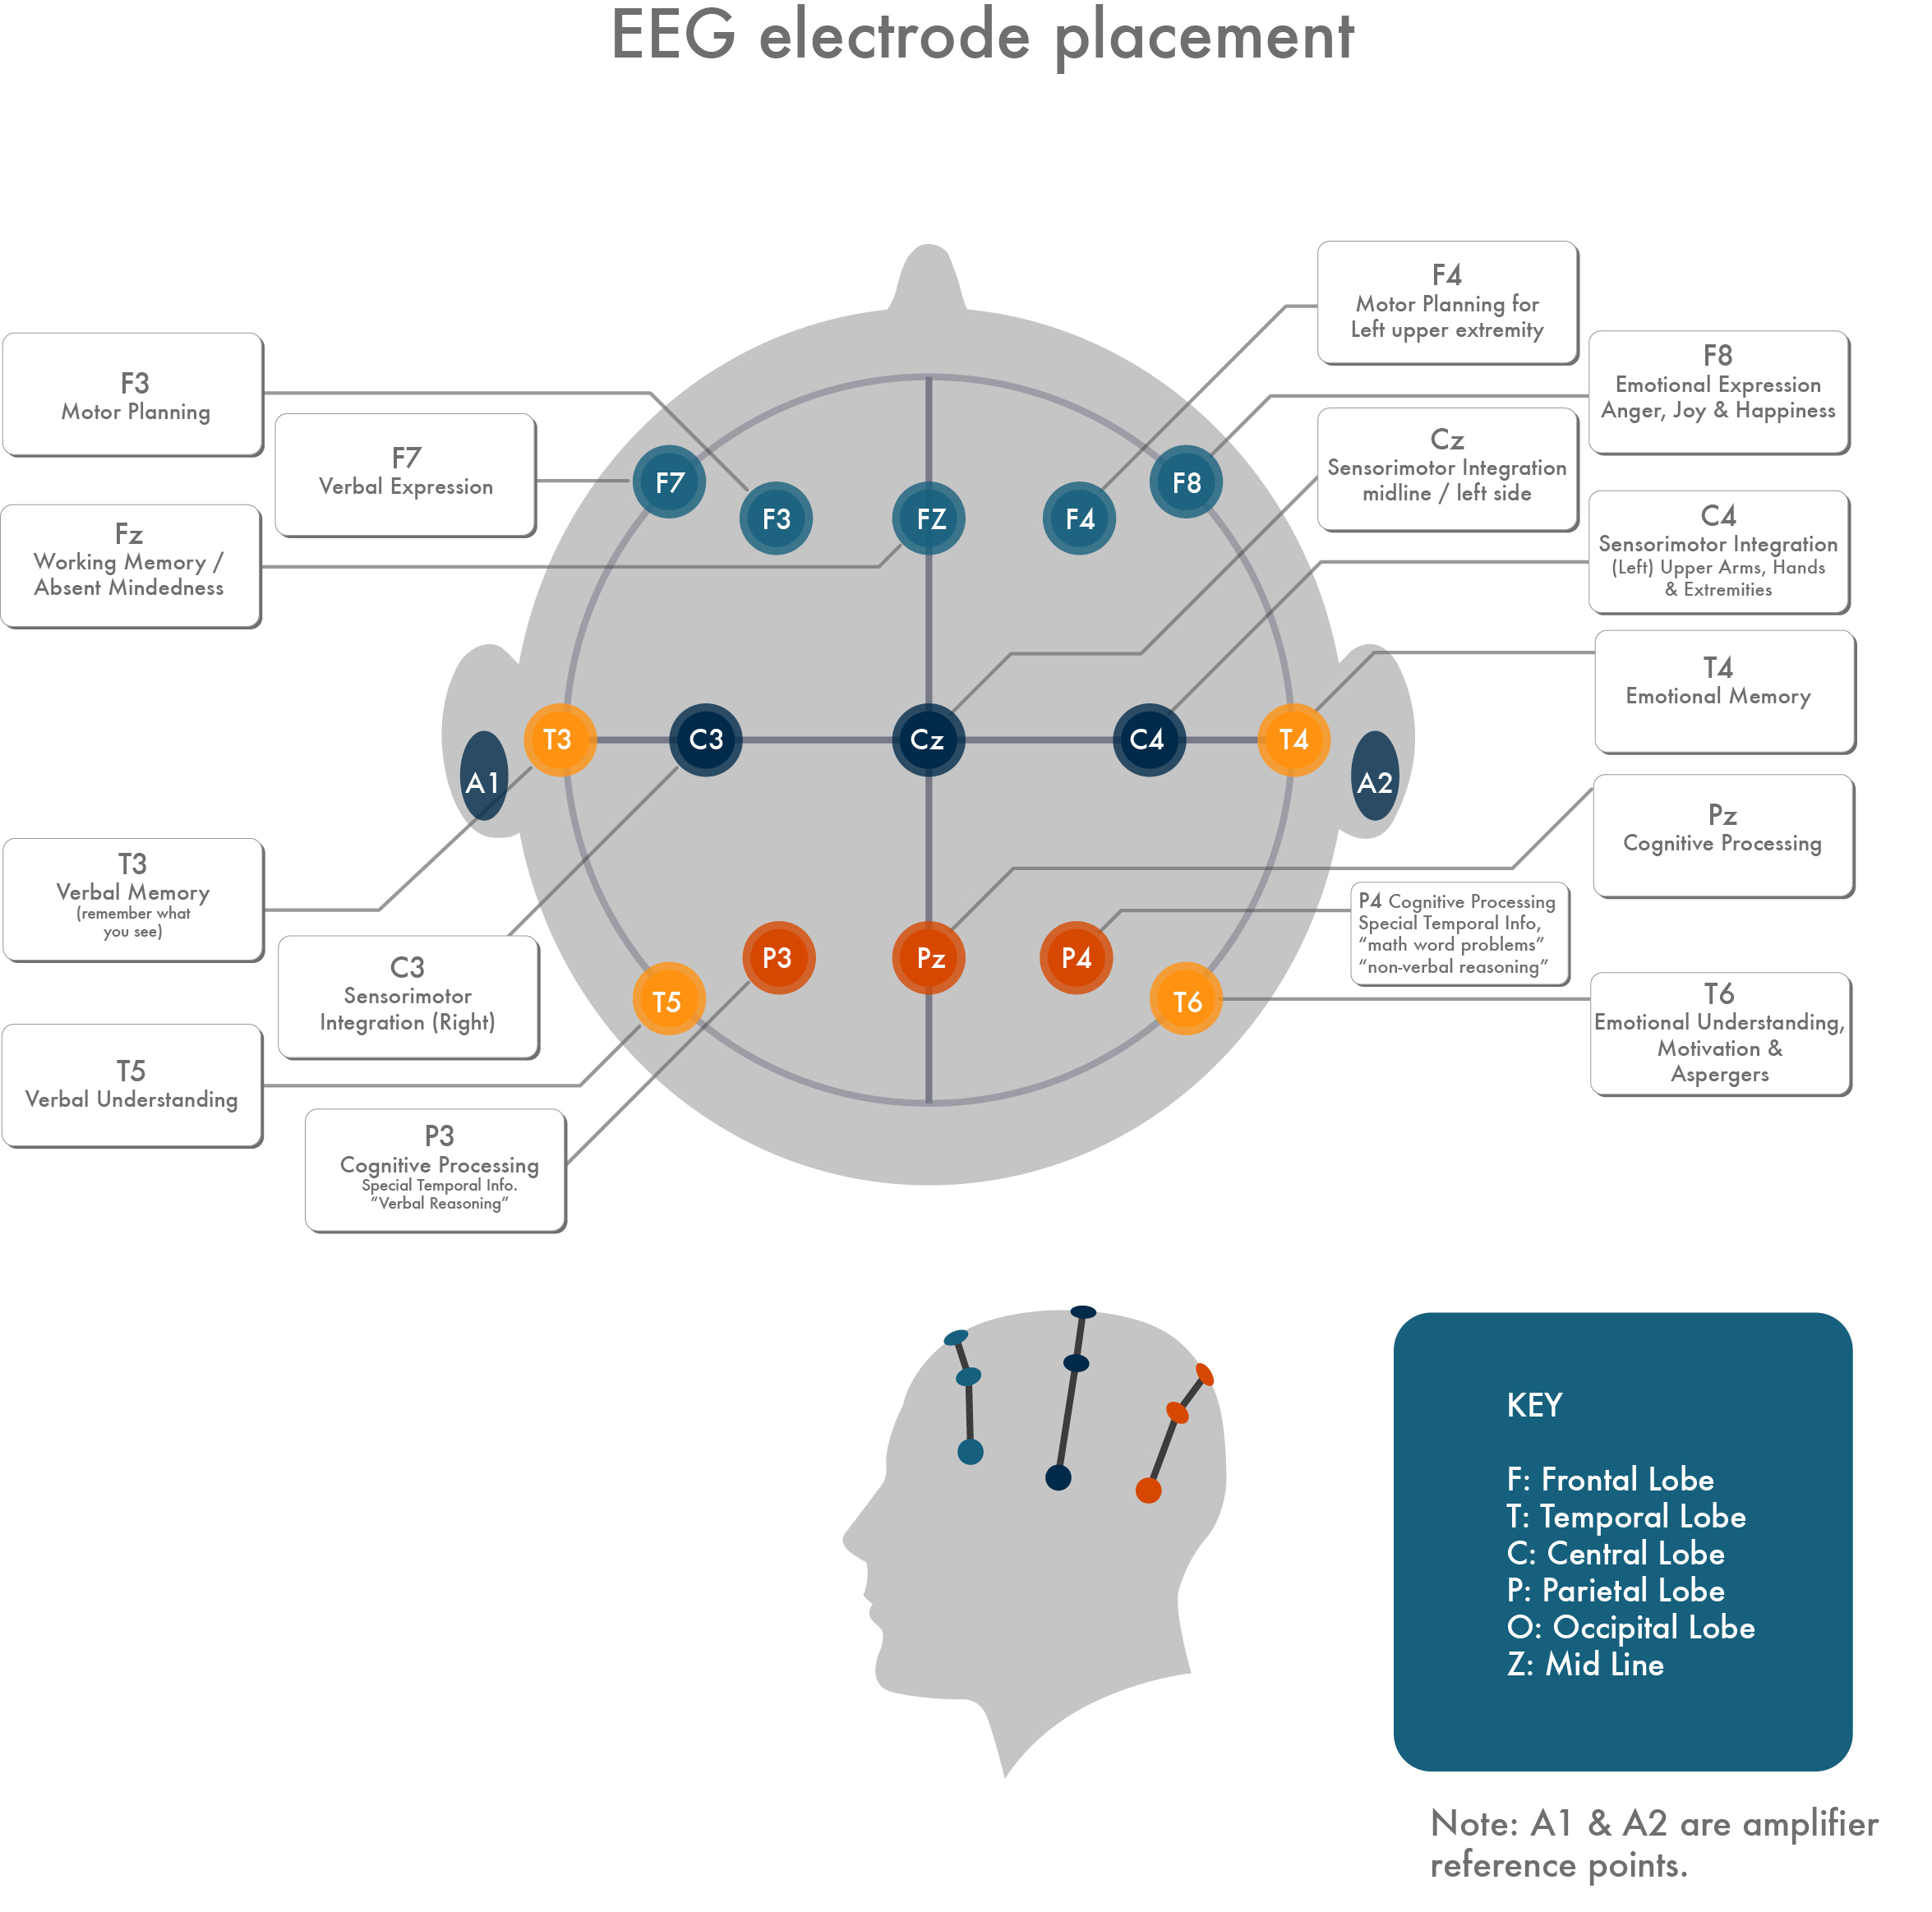 EEG electrode placement
F3
Motor Planning
F7
Verbal Expression
Fz
Working Memory /
Absent Mindedness
F4
Motor Planning for
Left upper extremity
F8
Emotional Expression
Anger, Joy & Happiness
Cz
Sensorimotor Integration
midline / left side
C4
Sensorimotor Integration
(Left) Upper Arms, Hands
& Extremities
T4
Emotional Memory
Pz
Cognitive Processing
P4 Cognitive Processing
Special Temporal Info,
“math word problems”
“non-verbal reasoning”
T6
Emotional Understanding,
Motivation &
Aspergers
T3
Verbal Memory
(remember what
you see)
C3
Sensorimotor
Integration (Right)
T5
Verbal Understanding
P3
Cognitive Processing
Special Temporal Info.
“Verbal Reasoning”
F7
F3
FZ
F4
F8
A1
T3
C3
Cz
C4
T4
A2
T5
P3
Pz
P4
T6
KEY
F: Frontal Lobe
T: Temporal Lobe
C: Central Lobe
P: Parietal Lobe
O: Occipital Lobe
Z: Mid Line
Note: A1 & A2 are amplifier
reference points.